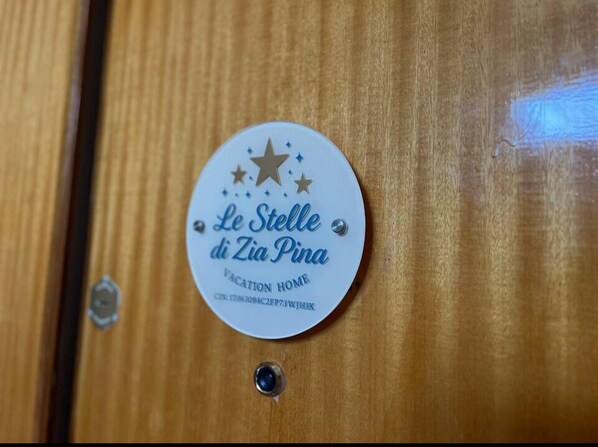 Le Stelle
di Zia Pina
VACATION HOME